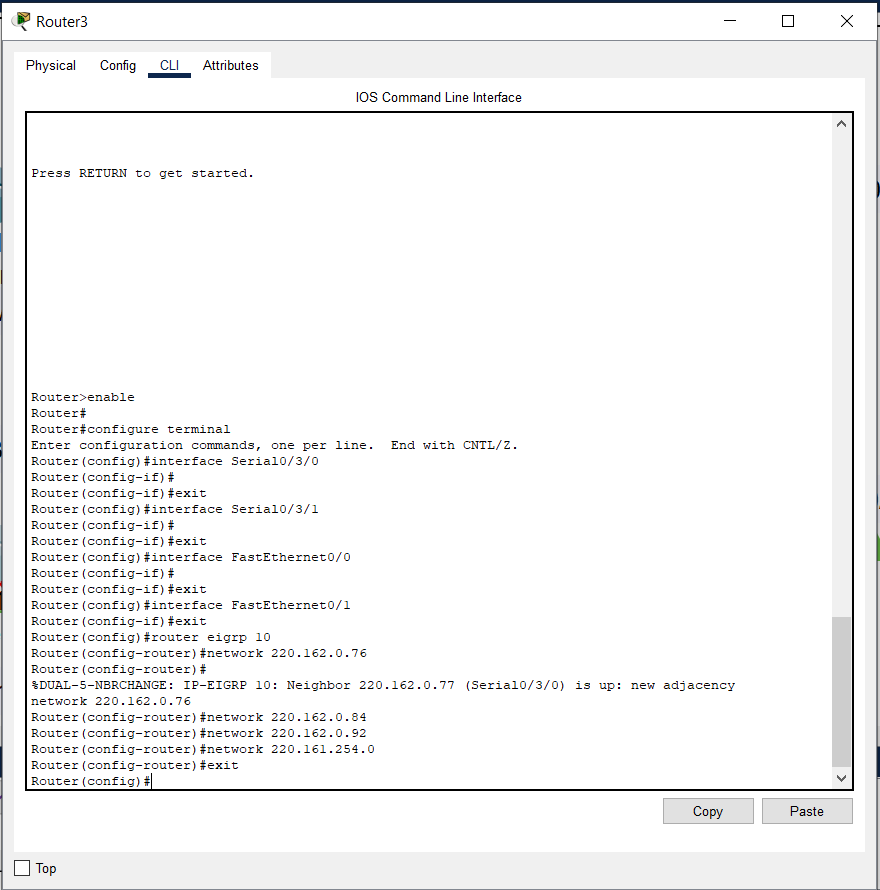 Router3
Physical Config CLI Attributes
IOS Command Line Interface
Press RETURN to get started.
Router>enable
Router#
Router#configure terminal
Enter configuration commands, one per line.  End with CNTL/Z.
Router(config)#interface Serial0/3/0
Router(config-if)#
Router(config-if)#exit
Router(config)#interface Serial0/3/1
Router(config-if)#
Router(config-if)#exit
Router(config)#interface FastEthernet0/0
Router(config-if)#
Router(config-if)#exit
Router(config)#interface FastEthernet0/1
Router(config-if)#exit
Router(config)#router eigrp 10
Router(config-router)#network 220.162.0.76
Router(config-router)#
%DUAL-5-NBRCHANGE: IP-EIGRP 10: Neighbor 220.162.0.77 (Serial0/3/0) is up: new adjacency
network 220.162.0.76
Router(config-router)#network 220.162.0.84
Router(config-router)#network 220.162.0.92
Router(config-router)#network 220.161.254.0
Router(config-router)#exit
Router(config)#
Copy Paste
Top